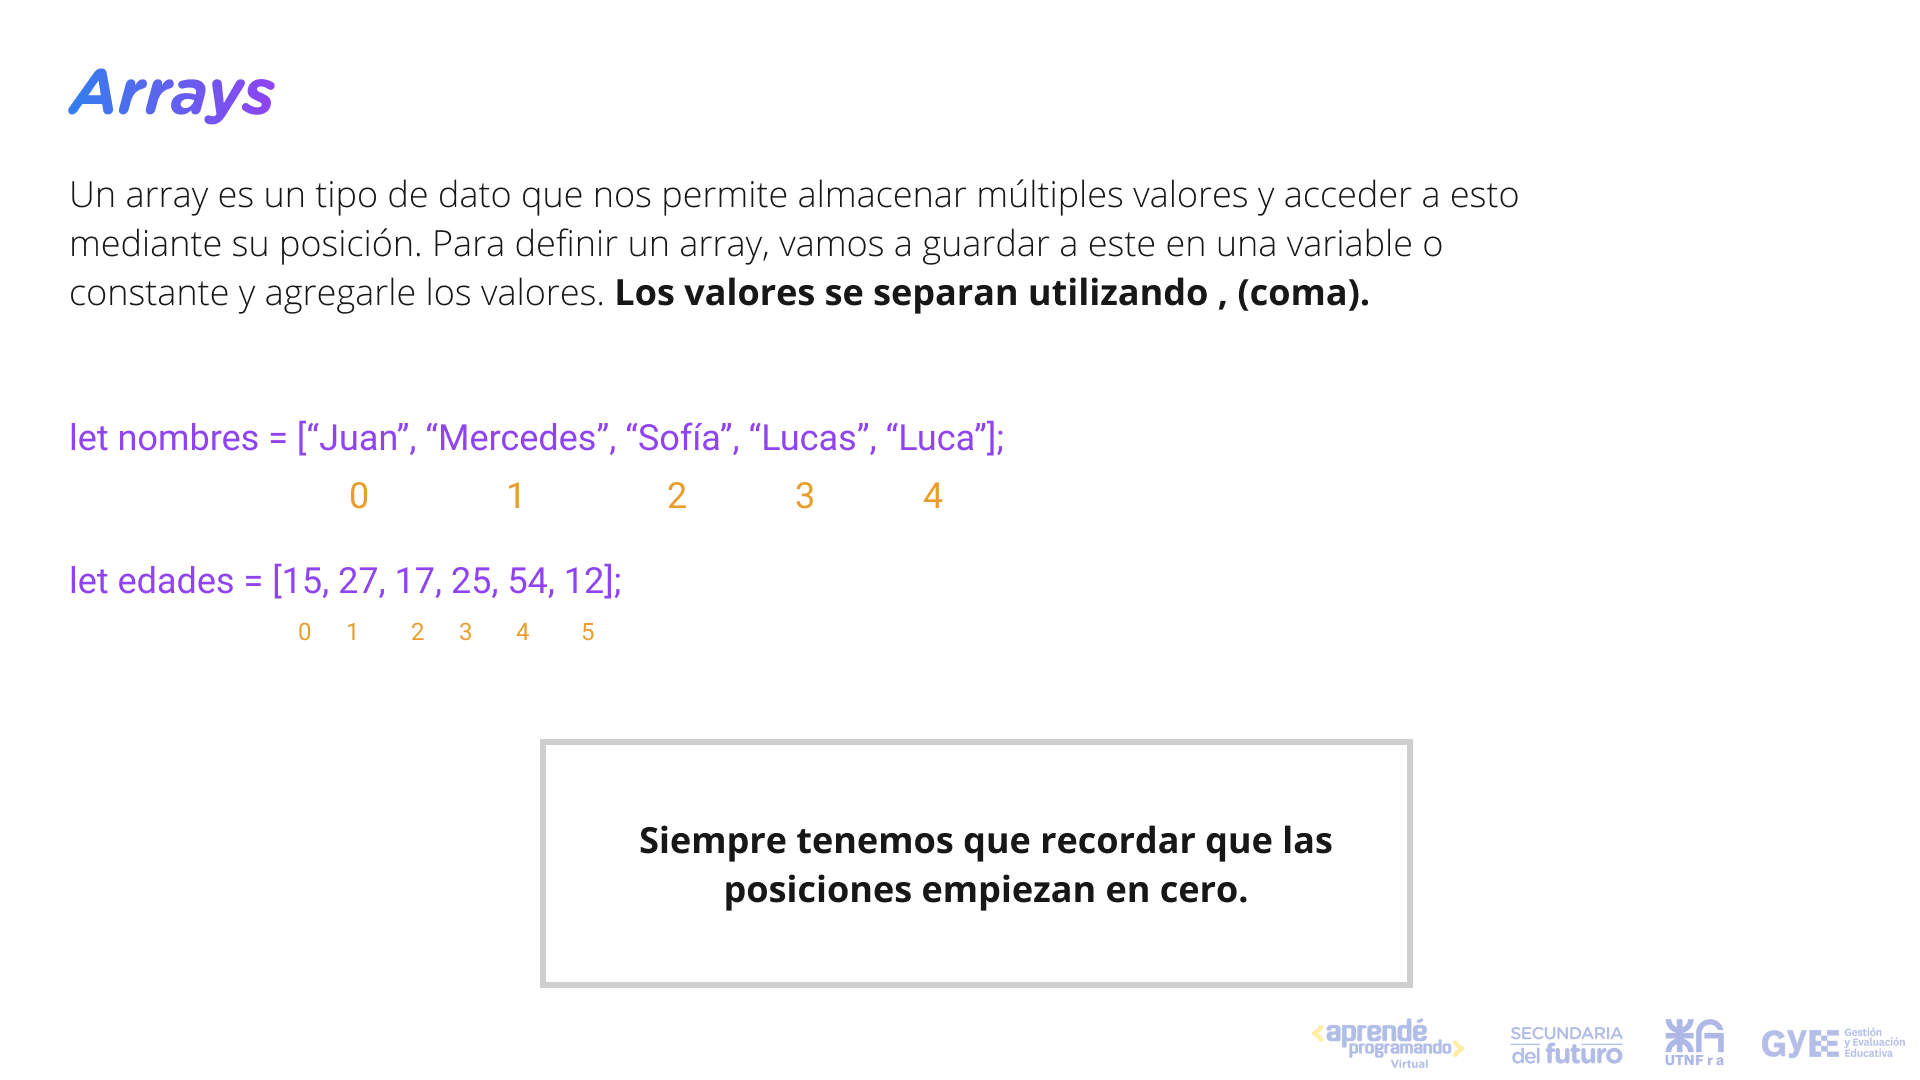 Arrays
Un array es un tipo de dato que nos permite almacenar múltiples valores y acceder a esto
mediante su posición. Para definir un array, vamos a guardar a este en una variable o
constante y agregarle los valores. Los valores se separan utilizando , (coma).
let nombres = [“Juan”, “Mercedes”, “Sofía”, “Lucas”, “Luca”];
0 1 2 3 4
let edades = [15, 27, 17, 25, 54, 12];
0 1 2 3 4 5
Siempre tenemos que recordar que las
posiciones empiezan en cero.
<aprendé
programando>
Virtual
SECUNDARIA
del futuro
UTNFra
GYEE
Gestión
y Evaluación
Educativa